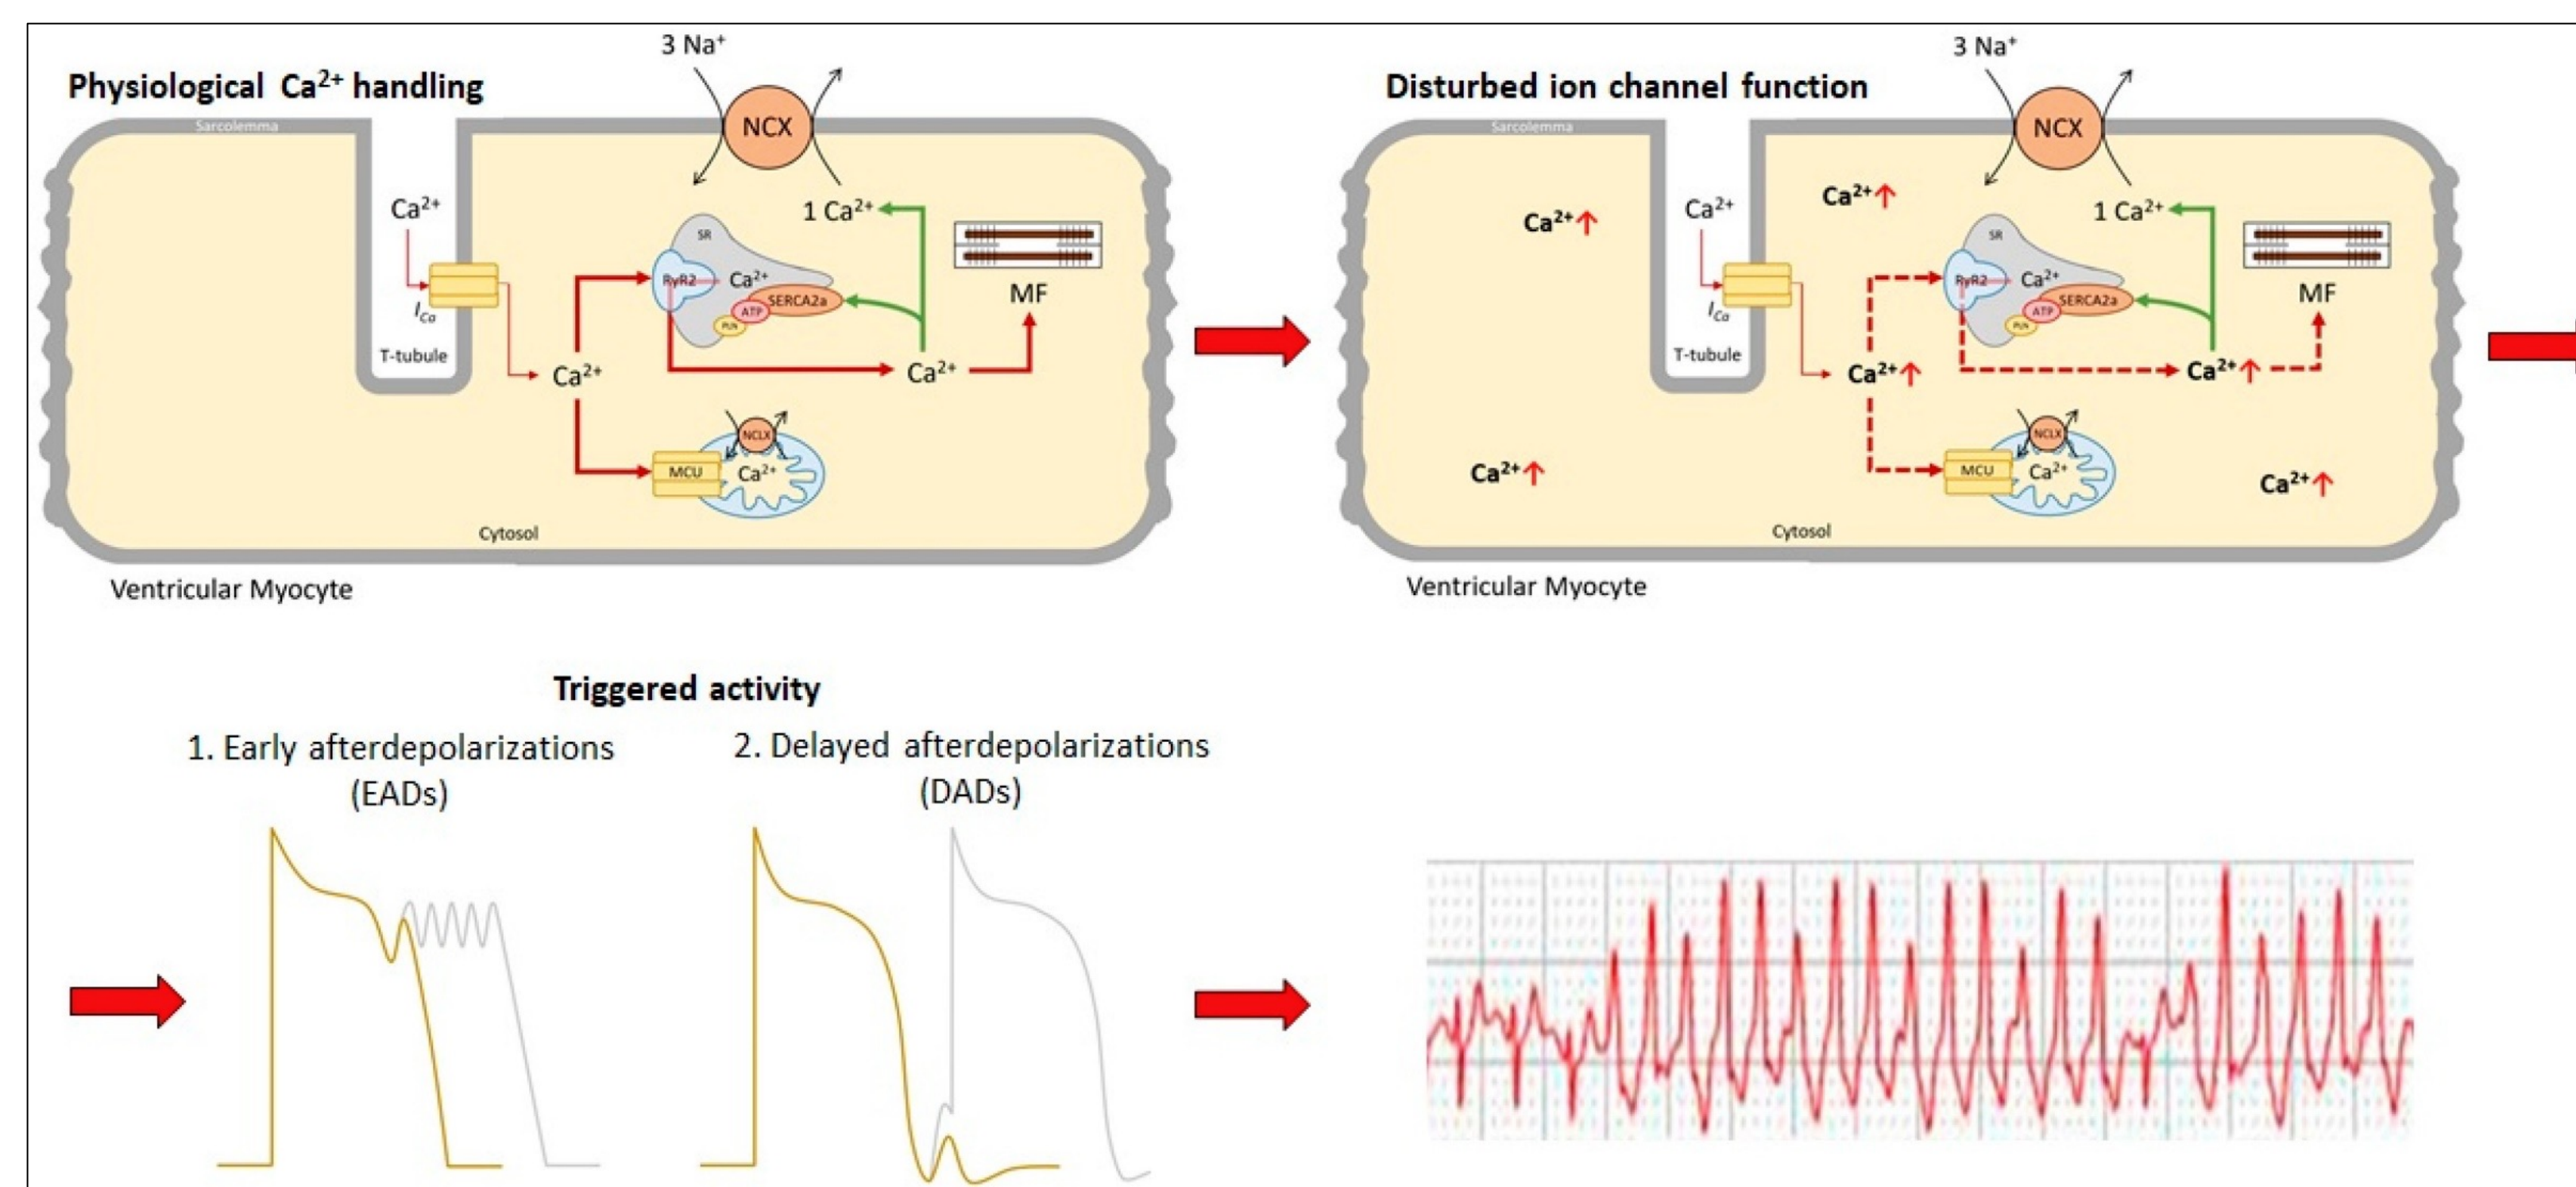 Physiological Ca²⁺ handling
3 Na⁺
NCX
Sarcolemma
Ca²⁺
I_Ca
T-tubule
Ca²⁺
SR
RyR2
Ca²⁺
SERCA2a
ATP
PLN
1 Ca²⁺
MF
Ca²⁺
NCLX
MCU
Ca²⁺
Cytosol
Ventricular Myocyte
Disturbed ion channel function
3 Na⁺
NCX
Sarcolemma
Ca²⁺↑
Ca²⁺
Ca²⁺↑
I_Ca
T-tubule
Ca²⁺↑
SR
RyR2
Ca²⁺
SERCA2a
ATP
PLN
1 Ca²⁺
MF
Ca²⁺↑
NCLX
MCU
Ca²⁺
Ca²⁺↑
Ca²⁺↑
Cytosol
Ventricular Myocyte
Triggered activity
1. Early afterdepolarizations
(EADs)
2. Delayed afterdepolarizations
(DADs)